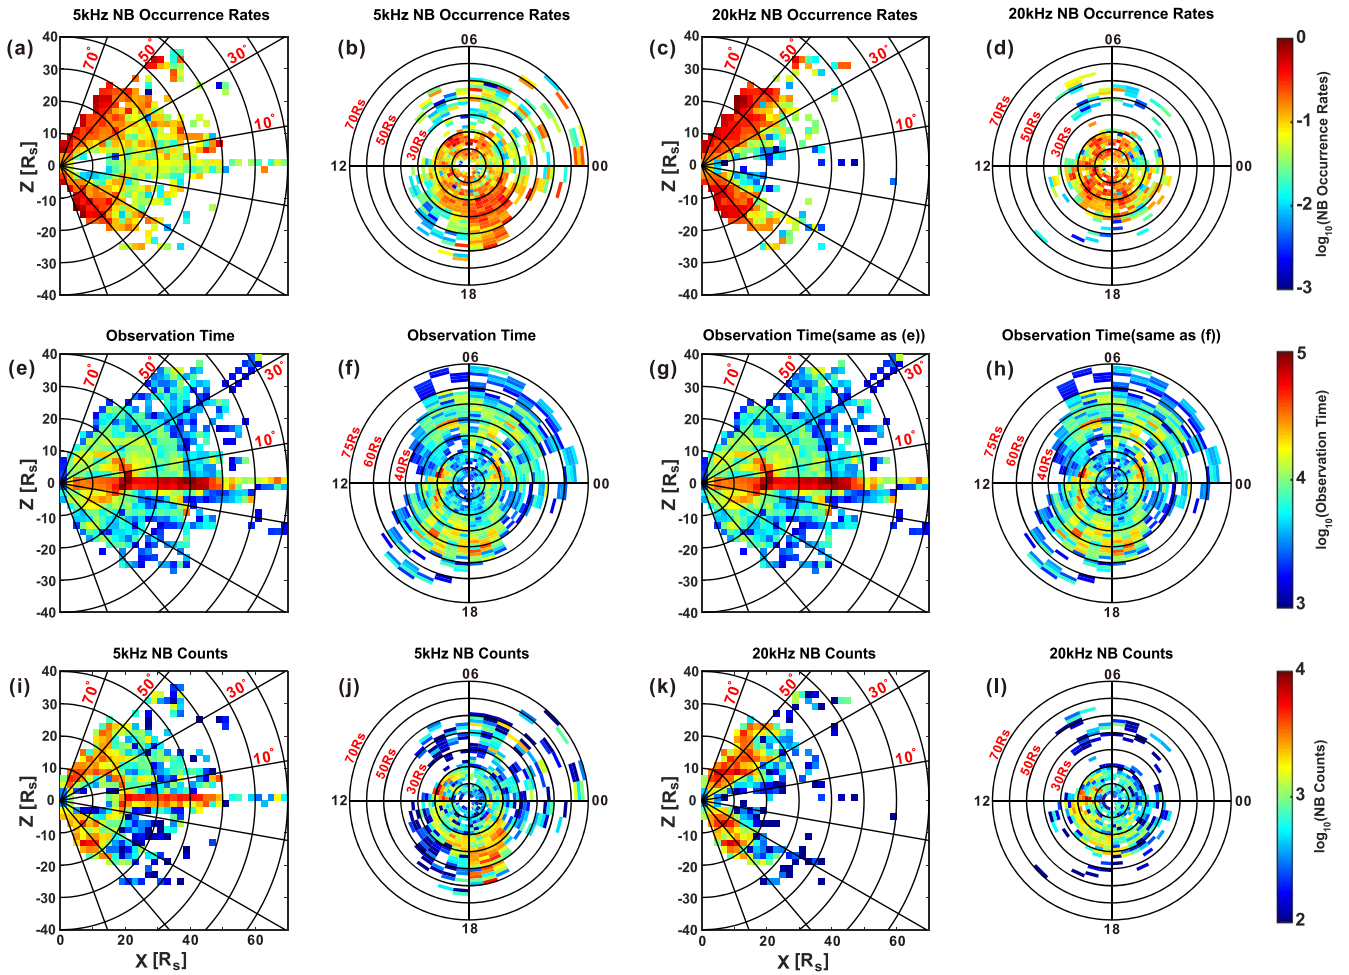 5kHz NB Occurrence Rates
5kHz NB Occurrence Rates
20kHz NB Occurrence Rates
20kHz NB Occurrence Rates
(a)
40
30
20
10
0
-10
-20
-30
-40
Z [Rs]
70°
50°
30°
10°
(b)
06
12
00
18
70Rs
50Rs
30Rs
(c)
40
30
20
10
0
-10
-20
-30
-40
Z [Rs]
70°
50°
30°
10°
(d)
06
12
00
18
70Rs
50Rs
30Rs
0
-1
-2
-3
log10(NB Occurrence Rates)
Observation Time
Observation Time
Observation Time(same as (e))
Observation Time(same as (f))
(e)
40
30
20
10
0
-10
-20
-30
-40
Z [Rs]
70°
50°
30°
10°
(f)
06
12
00
18
75Rs
60Rs
40Rs
(g)
40
30
20
10
0
-10
-20
-30
-40
Z [Rs]
70°
50°
30°
10°
(h)
06
12
00
18
75Rs
60Rs
40Rs
5
4
3
log10(Observation Time)
5kHz NB Counts
5kHz NB Counts
20kHz NB Counts
20kHz NB Counts
(i)
40
30
20
10
0
-10
-20
-30
-40
Z [Rs]
70°
50°
30°
10°
0
20
40
60
X [Rs]
(j)
06
12
00
18
70Rs
50Rs
30Rs
(k)
40
30
20
10
0
-10
-20
-30
-40
Z [Rs]
70°
50°
30°
10°
0
20
40
60
X [Rs]
(l)
06
12
00
18
70Rs
50Rs
30Rs
4
3
2
log10(NB Counts)